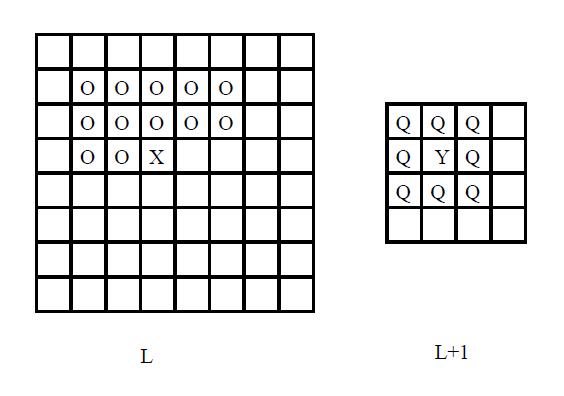 O O O O O
O O O O O
O O X
Q Q Q
Q Y Q
Q Q Q
L
L+1